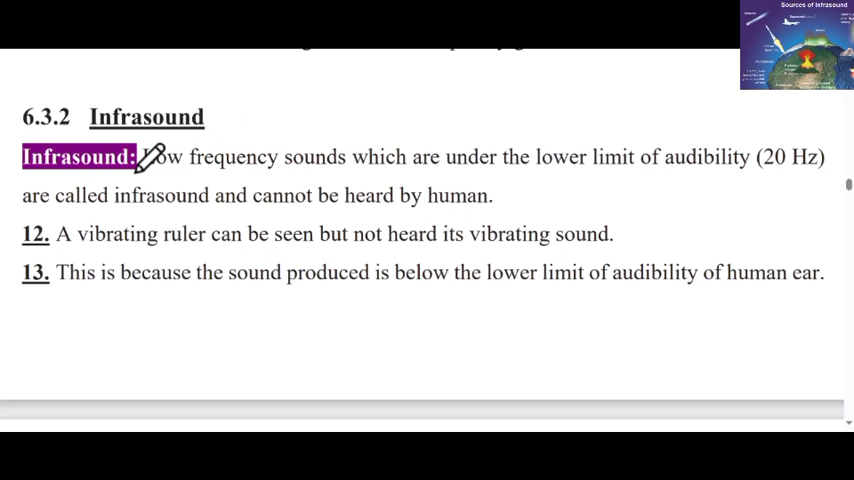 Sources of Infrasound
6.3.2 Infrasound
Infrasound: Low frequency sounds which are under the lower limit of audibility (20 Hz)
are called infrasound and cannot be heard by human.
12. A vibrating ruler can be seen but not heard its vibrating sound.
13. This is because the sound produced is below the lower limit of audibility of human ear.